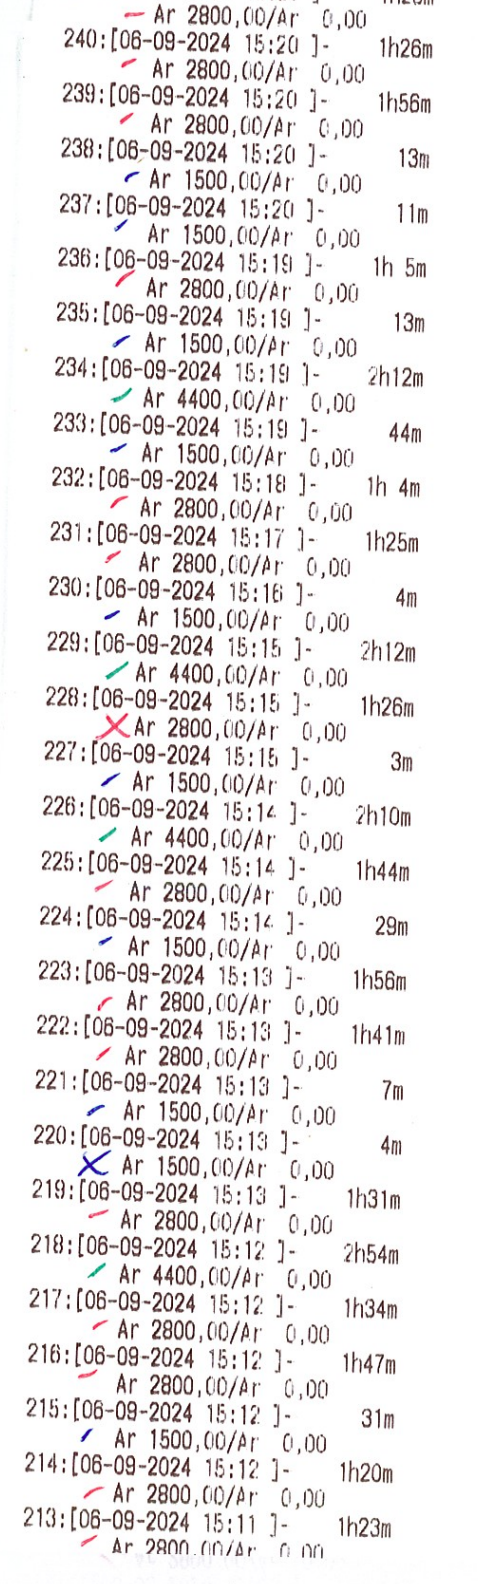 Ar 2800,00/Ar 0,00
240:[06-09-2024 15:20 ]- 1h26m
Ar 2800,00/Ar 0,00
239:[06-09-2024 15:20 ]- 1h56m
Ar 2800,00/Ar 0,00
238:[06-09-2024 15:20 ]- 13m
Ar 1500,00/Ar 0,00
237:[06-09-2024 15:20 ]- 11m
Ar 1500,00/Ar 0,00
236:[06-09-2024 15:19 ]- 1h 5m
Ar 2800,00/Ar 0,00
235:[06-09-2024 15:19 ]- 13m
Ar 1500,00/Ar 0,00
234:[06-09-2024 15:19 ]- 2h12m
Ar 4400,00/Ar 0,00
233:[06-09-2024 15:19 ]- 44m
Ar 1500,00/Ar 0,00
232:[06-09-2024 15:18 ]- 1h 4m
Ar 2800,00/Ar 0,00
231:[06-09-2024 15:17 ]- 1h25m
Ar 2800,00/Ar 0,00
230:[06-09-2024 15:16 ]- 4m
Ar 1500,00/Ar 0,00
229:[06-09-2024 15:15 ]- 2h12m
Ar 4400,00/Ar 0,00
228:[06-09-2024 15:15 ]- 1h26m
Ar 2800,00/Ar 0,00
227:[06-09-2024 15:15 ]- 3m
Ar 1500,00/Ar 0,00
226:[06-09-2024 15:14 ]- 2h10m
Ar 4400,00/Ar 0,00
225:[06-09-2024 15:14 ]- 1h44m
Ar 2800,00/Ar 0,00
224:[06-09-2024 15:14 ]- 29m
Ar 1500,00/Ar 0,00
223:[06-09-2024 15:13 ]- 1h56m
Ar 2800,00/Ar 0,00
222:[06-09-2024 15:13 ]- 1h41m
Ar 2800,00/Ar 0,00
221:[06-09-2024 15:13 ]- 7m
Ar 1500,00/Ar 0,00
220:[06-09-2024 15:13 ]- 4m
Ar 1500,00/Ar 0,00
219:[06-09-2024 15:13 ]- 1h31m
Ar 2800,00/Ar 0,00
218:[06-09-2024 15:12 ]- 2h54m
Ar 4400,00/Ar 0,00
217:[06-09-2024 15:12 ]- 1h34m
Ar 2800,00/Ar 0,00
216:[06-09-2024 15:12 ]- 1h47m
Ar 2800,00/Ar 0,00
215:[06-09-2024 15:12 ]- 31m
Ar 1500,00/Ar 0,00
214:[06-09-2024 15:12 ]- 1h20m
Ar 2800,00/Ar 0,00
213:[06-09-2024 15:11 ]- 1h23m
Ar 2800,00/Ar 0,00